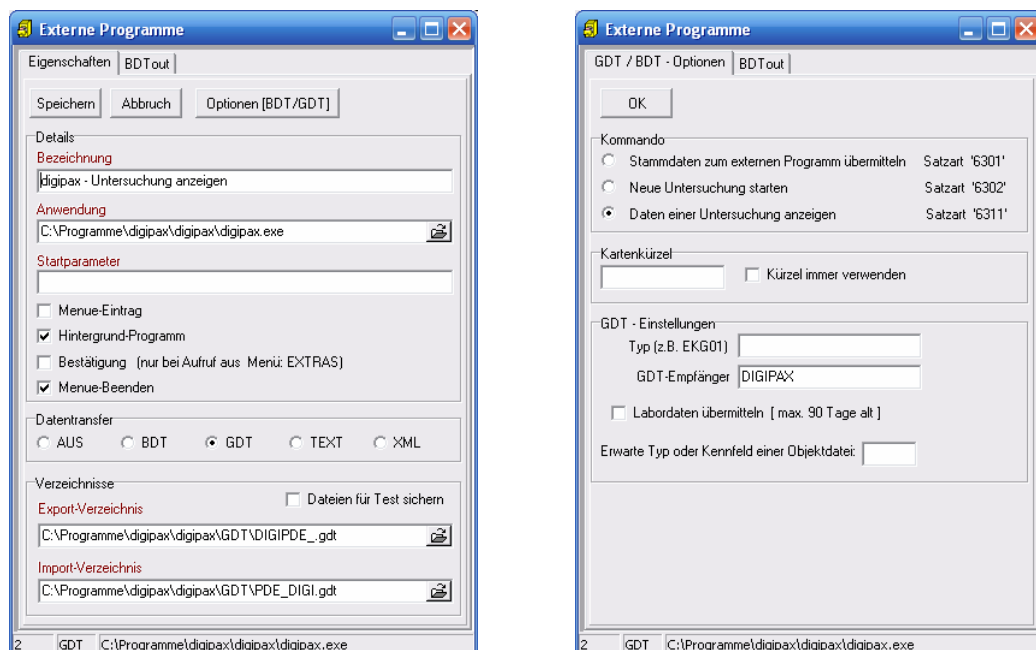 Externe Programme
Eigenschaften BDTout
Speichern Abbruch Optionen [BDT/GDT]
Details
Bezeichnung
digipax - Untersuchung anzeigen
Anwendung
C:\Programme\digipax\digipax\digipax.exe
Startparameter
Menue-Eintrag
Hintergrund-Programm
Bestätigung (nur bei Aufruf aus Menü: EXTRAS)
Menue-Beenden
Datentransfer
AUS BDT GDT TEXT XML
Verzeichnisse
Dateien für Test sichern
Export-Verzeichnis
C:\Programme\digipax\digipax\GDT\DIGIPDE_.gdt
Import-Verzeichnis
C:\Programme\digipax\digipax\GDT\PDE_DIGI.gdt
2 GDT C:\Programme\digipax\digipax\digipax.exe
Externe Programme
GDT / BDT - Optionen BDTout
OK
Kommando
Stammdaten zum externen Programm übermitteln Satzart '6301'
Neue Untersuchung starten Satzart '6302'
Daten einer Untersuchung anzeigen Satzart '6311'
Kartenkürzel
Kürzel immer verwenden
GDT - Einstellungen
Typ (z.B. EKG01)
GDT-Empfänger DIGIPAX
Labordaten übermitteln [ max. 90 Tage alt ]
Erwarte Typ oder Kennfeld einer Objektdatei:
2 GDT C:\Programme\digipax\digipax\digipax.exe